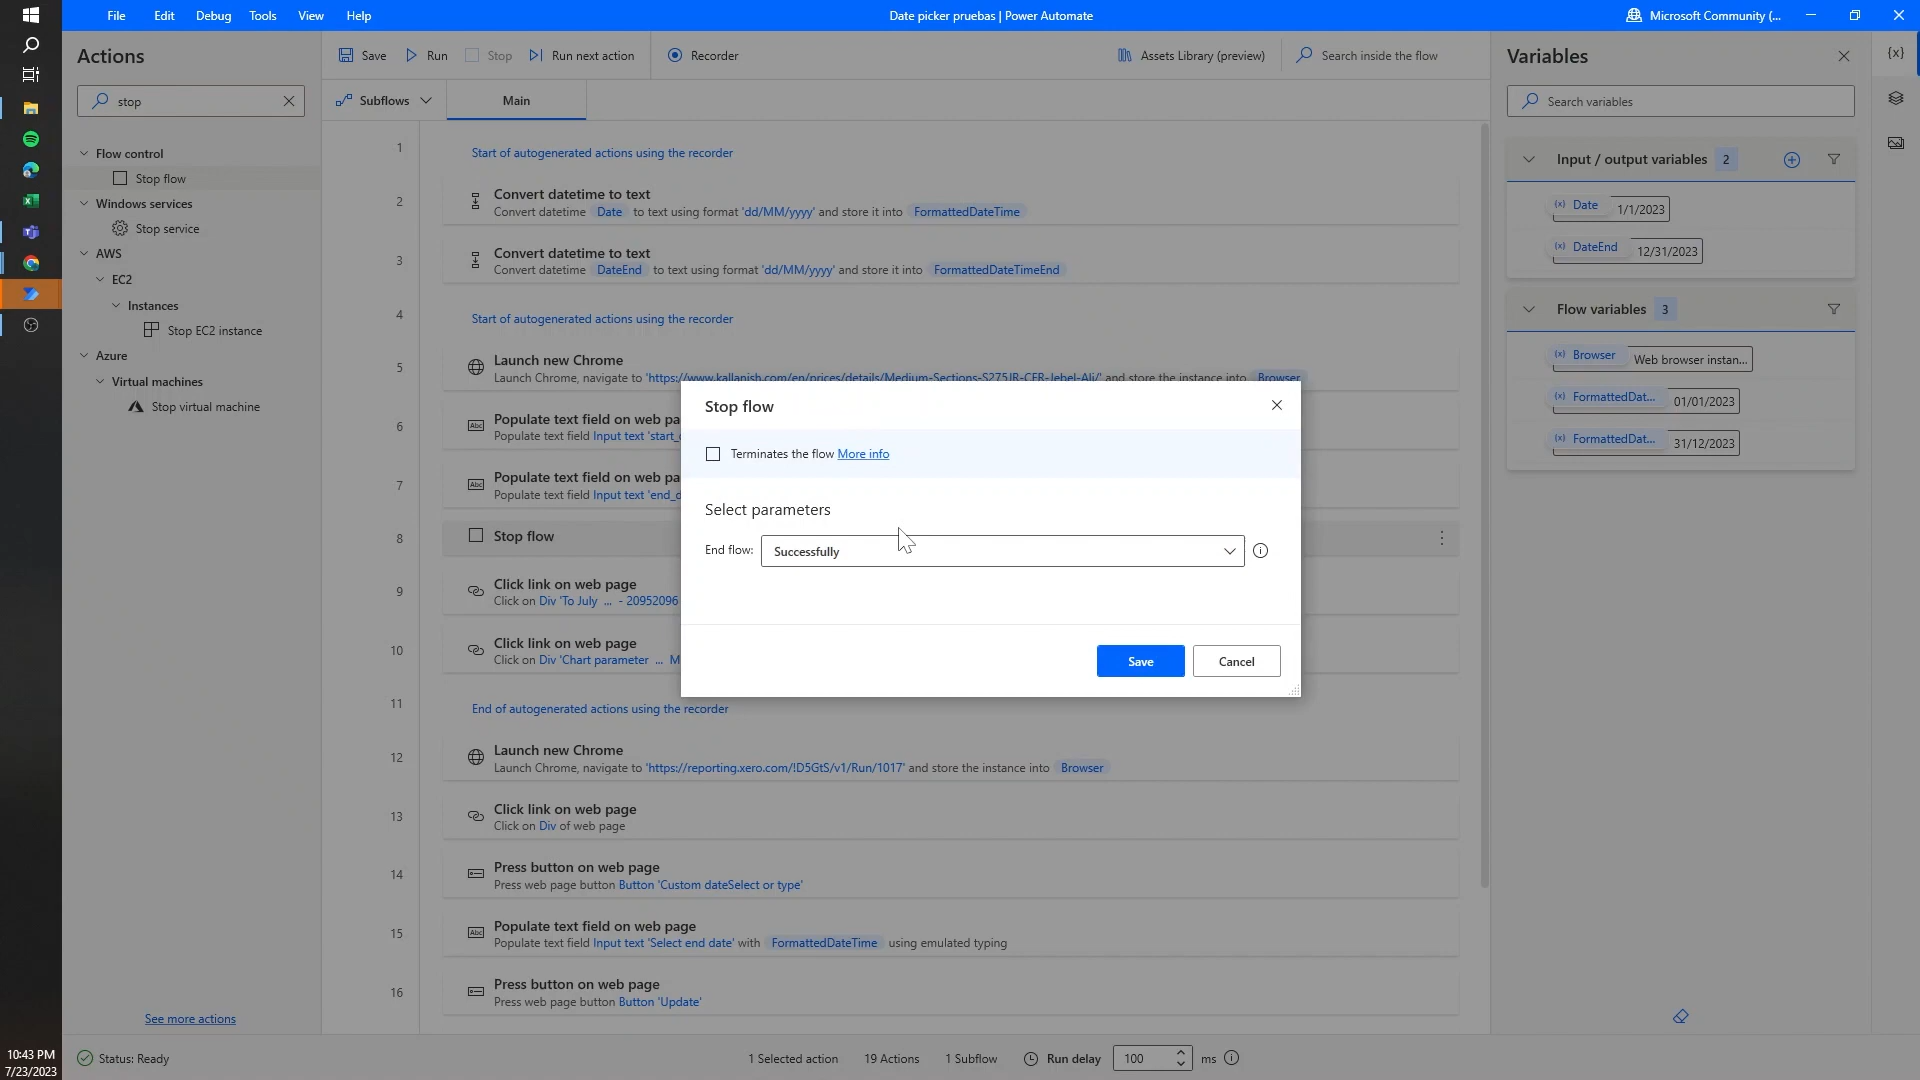 File Edit Debug Tools View Help
Date picker pruebas | Power Automate
Microsoft Community (...
Actions
stop
Flow control
Stop flow
Windows services
Stop service
AWS
EC2
Instances
Stop EC2 instance
Azure
Virtual machines
Stop virtual machine
See more actions
Save Run Stop Run next action Recorder
Assets Library (preview) Search inside the flow
Subflows Main
1
Start of autogenerated actions using the recorder
2
Convert datetime to text
Convert datetime Date to text using format 'dd/MM/yyyy' and store it into FormattedDateTime
3
Convert datetime to text
Convert datetime DateEnd to text using format 'dd/MM/yyyy' and store it into FormattedDateTimeEnd
4
Start of autogenerated actions using the recorder
5
Launch new Chrome
Launch Chrome, navigate to 'https://www.kallanish.com/en/prices/details/Medium-Sections-S275JR-CFR-Jebel-Ali/' and store the instance into Browser
6
Populate text field on web pa
Populate text field Input text 'start_
7
Populate text field on web pa
Populate text field Input text 'end_d
8
Stop flow
9
Click link on web page
Click on Div 'To July ... - 20952096
10
Click link on web page
Click on Div 'Chart parameter ... M
11
End of autogenerated actions using the recorder
12
Launch new Chrome
Launch Chrome, navigate to 'https://reporting.xero.com/!D5GtS/v1/Run/1017' and store the instance into Browser
13
Click link on web page
Click on Div of web page
14
Press button on web page
Press web page button Button 'Custom dateSelect or type'
15
Populate text field on web page
Populate text field Input text 'Select end date' with FormattedDateTime using emulated typing
16
Press button on web page
Press web page button Button 'Update'
Stop flow
Terminates the flow More info
Select parameters
End flow: Successfully
Save Cancel
Variables
{x}
Search variables
Input / output variables 2
(x) Date 1/1/2023
(x) DateEnd 12/31/2023
Flow variables 3
(x) Browser Web browser instan...
(x) FormattedDat... 01/01/2023
(x) FormattedDat... 31/12/2023
Status: Ready 1 Selected action 19 Actions 1 Subflow Run delay 100 ms
10:43 PM
7/23/2023